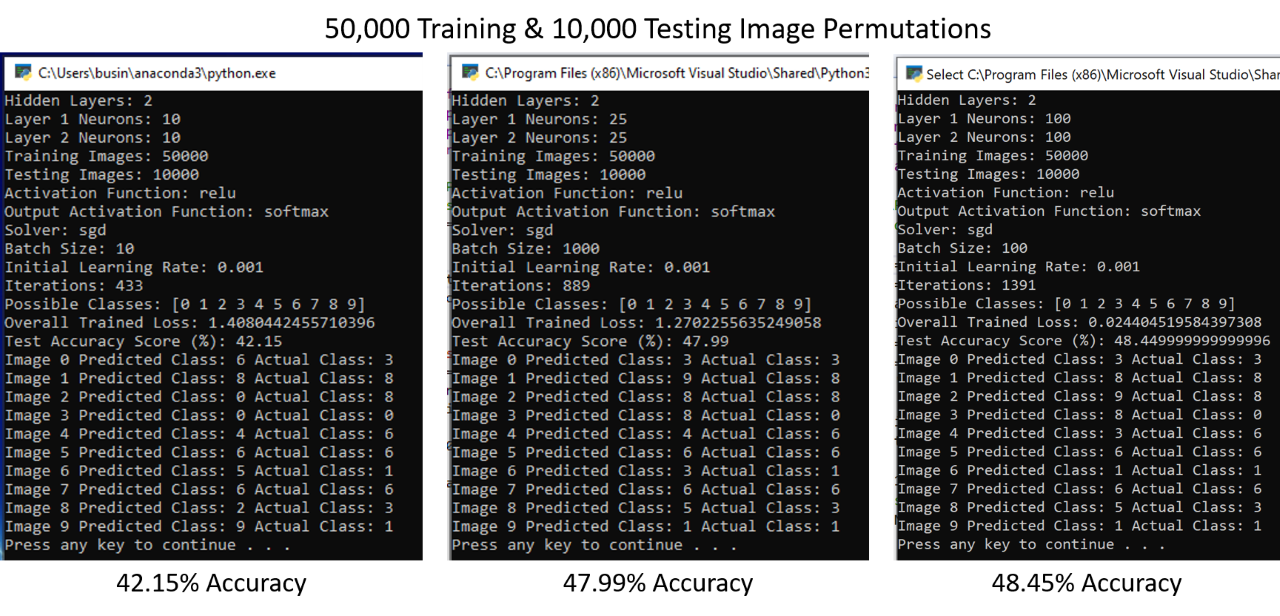 50,000 Training & 10,000 Testing Image Permutations
C:\Users\busin\anaconda3\python.exe
Hidden Layers: 2
Layer 1 Neurons: 10
Layer 2 Neurons: 10
Training Images: 50000
Testing Images: 10000
Activation Function: relu
Output Activation Function: softmax
Solver: sgd
Batch Size: 10
Initial Learning Rate: 0.001
Iterations: 433
Possible Classes: [0 1 2 3 4 5 6 7 8 9]
Overall Trained Loss: 1.4080442455710396
Test Accuracy Score (%): 42.15
Image 0 Predicted Class: 6 Actual Class: 3
Image 1 Predicted Class: 8 Actual Class: 8
Image 2 Predicted Class: 0 Actual Class: 8
Image 3 Predicted Class: 0 Actual Class: 0
Image 4 Predicted Class: 4 Actual Class: 6
Image 5 Predicted Class: 6 Actual Class: 6
Image 6 Predicted Class: 5 Actual Class: 1
Image 7 Predicted Class: 6 Actual Class: 6
Image 8 Predicted Class: 2 Actual Class: 3
Image 9 Predicted Class: 9 Actual Class: 1
Press any key to continue . . .
42.15% Accuracy
C:\Program Files (x86)\Microsoft Visual Studio\Shared\Python3
Hidden Layers: 2
Layer 1 Neurons: 25
Layer 2 Neurons: 25
Training Images: 50000
Testing Images: 10000
Activation Function: relu
Output Activation Function: softmax
Solver: sgd
Batch Size: 1000
Initial Learning Rate: 0.001
Iterations: 889
Possible Classes: [0 1 2 3 4 5 6 7 8 9]
Overall Trained Loss: 1.2702255635249058
Test Accuracy Score (%): 47.99
Image 0 Predicted Class: 3 Actual Class: 3
Image 1 Predicted Class: 9 Actual Class: 8
Image 2 Predicted Class: 8 Actual Class: 8
Image 3 Predicted Class: 8 Actual Class: 0
Image 4 Predicted Class: 4 Actual Class: 6
Image 5 Predicted Class: 6 Actual Class: 6
Image 6 Predicted Class: 3 Actual Class: 1
Image 7 Predicted Class: 6 Actual Class: 6
Image 8 Predicted Class: 5 Actual Class: 3
Image 9 Predicted Class: 1 Actual Class: 1
Press any key to continue . . .
47.99% Accuracy
Select C:\Program Files (x86)\Microsoft Visual Studio\Shar
Hidden Layers: 2
Layer 1 Neurons: 100
Layer 2 Neurons: 100
Training Images: 50000
Testing Images: 10000
Activation Function: relu
Output Activation Function: softmax
Solver: sgd
Batch Size: 100
Initial Learning Rate: 0.001
Iterations: 1391
Possible Classes: [0 1 2 3 4 5 6 7 8 9]
Overall Trained Loss: 0.024404519584397308
Test Accuracy Score (%): 48.449999999999996
Image 0 Predicted Class: 3 Actual Class: 3
Image 1 Predicted Class: 8 Actual Class: 8
Image 2 Predicted Class: 9 Actual Class: 8
Image 3 Predicted Class: 8 Actual Class: 0
Image 4 Predicted Class: 3 Actual Class: 6
Image 5 Predicted Class: 6 Actual Class: 6
Image 6 Predicted Class: 1 Actual Class: 1
Image 7 Predicted Class: 6 Actual Class: 6
Image 8 Predicted Class: 5 Actual Class: 3
Image 9 Predicted Class: 1 Actual Class: 1
Press any key to continue . . .
48.45% Accuracy